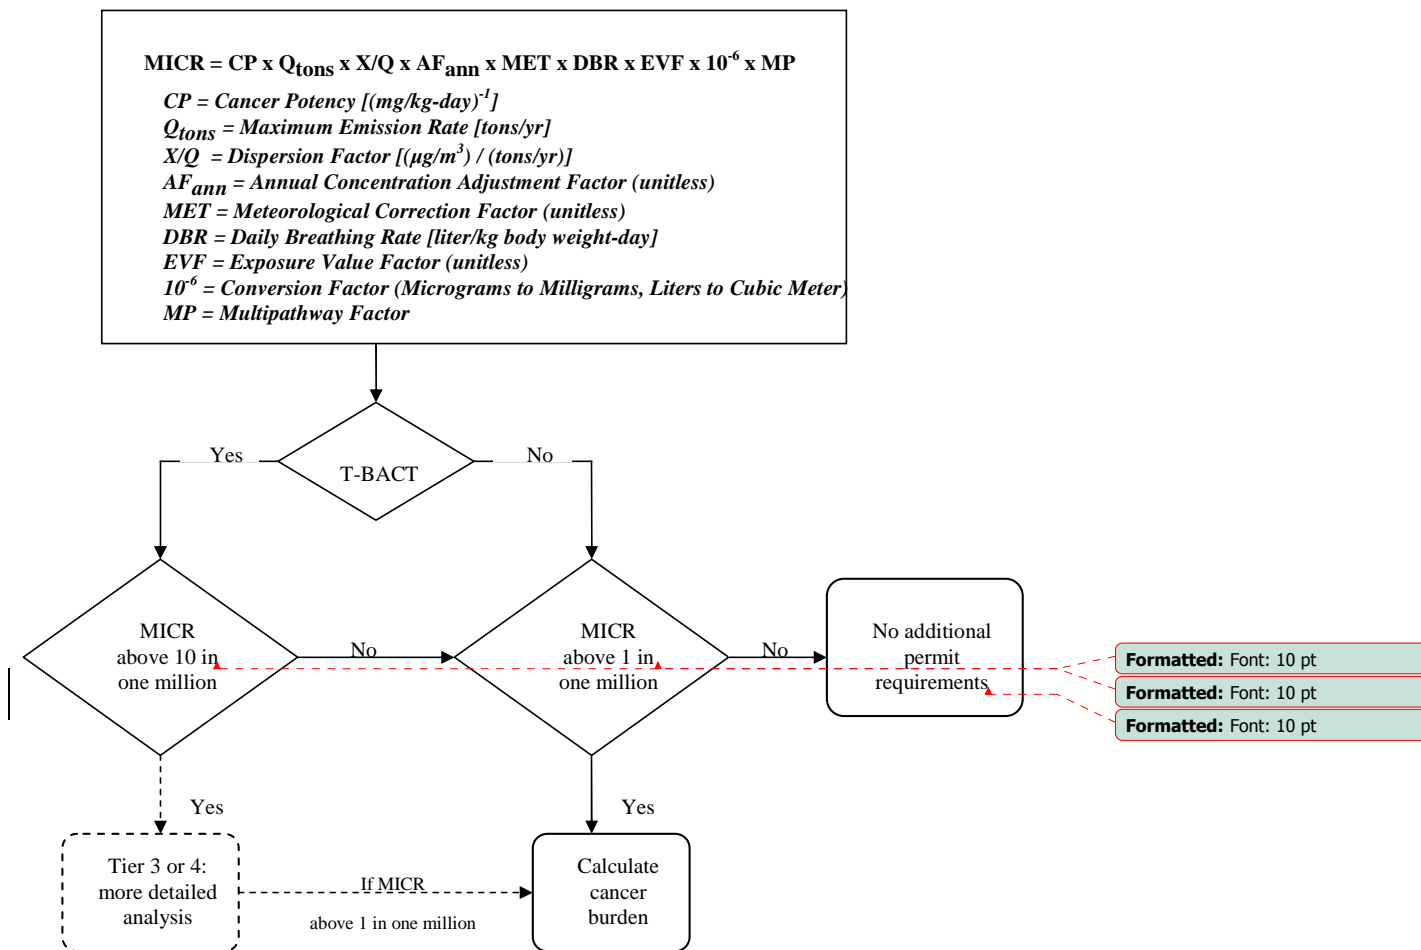 MICR = CP x Qtons x X/Q x AFann x MET x DBR x EVF x 10-6 x MP
CP = Cancer Potency [(mg/kg-day)-1]
Qtons = Maximum Emission Rate [tons/yr]
X/Q = Dispersion Factor [(µg/m3) / (tons/yr)]
AFann = Annual Concentration Adjustment Factor (unitless)
MET = Meteorological Correction Factor (unitless)
DBR = Daily Breathing Rate [liter/kg body weight-day]
EVF = Exposure Value Factor (unitless)
10-6 = Conversion Factor (Micrograms to Milligrams, Liters to Cubic Meter)
MP = Multipathway Factor
Yes
No
T-BACT
MICR
above 10 in
one million
No
MICR
above 1 in
one million
No
No additional
permit
requirements
Formatted: Font: 10 pt
Formatted: Font: 10 pt
Formatted: Font: 10 pt
Yes
Yes
Tier 3 or 4:
more detailed
analysis
If MICR
above 1 in one million
Calculate
cancer
burden